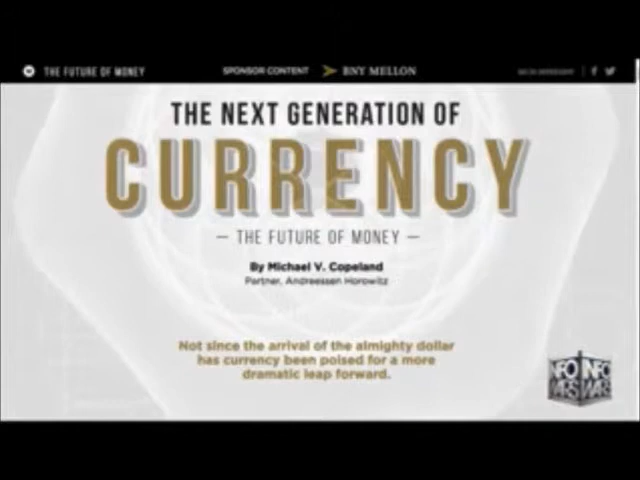 THE FUTURE OF MONEY
SPONSOR CONTENT
BNY MELLON
THE NEXT GENERATION OF
CURRENCY
— THE FUTURE OF MONEY —
By Michael V. Copeland
Partner, Andreessen Horowitz
Not since the arrival of the almighty dollar
has currency been poised for a more
dramatic leap forward.
INFO INFO
WARS WARS